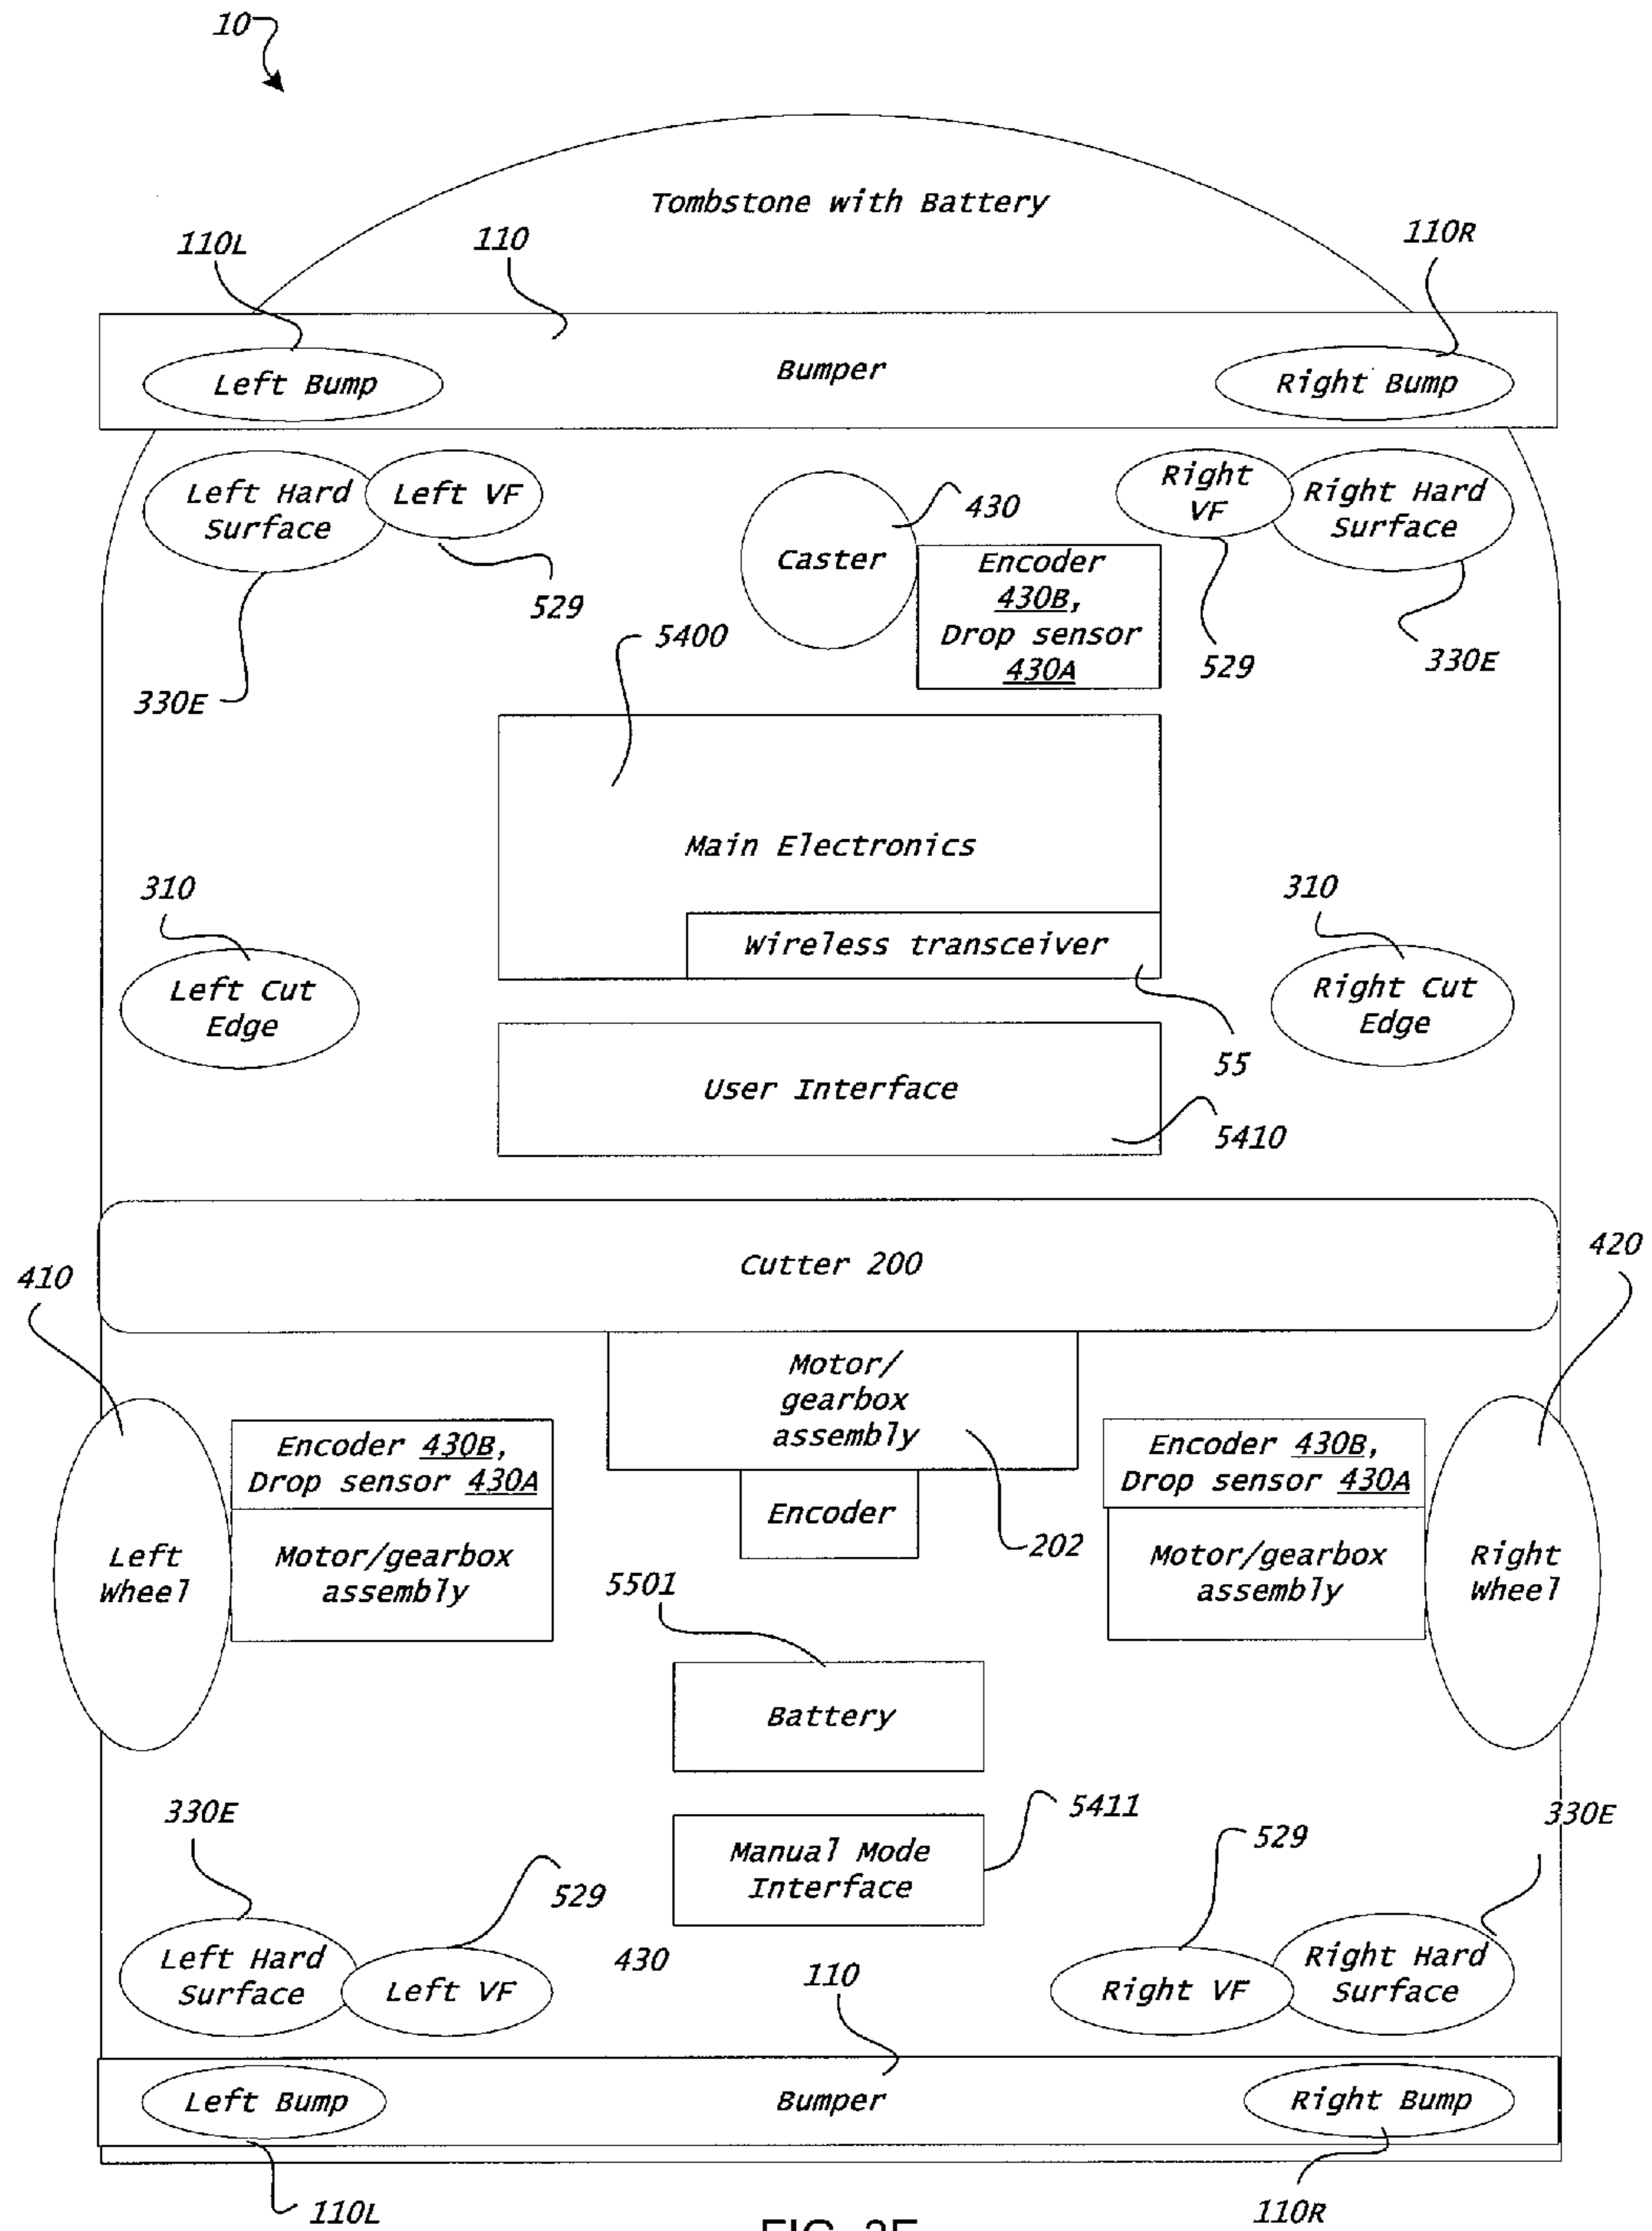 10
Tombstone with Battery
110L
110
110R
Left Bump
Bumper
Right Bump
Left Hard
Surface
Left VF
Right
VF
Right Hard
Surface
430
Caster
Encoder
430B,
Drop sensor
430A
529
529
330E
330E
5400
Main Electronics
310
310
Wireless transceiver
Left Cut
Edge
Right Cut
Edge
55
User Interface
5410
Cutter 200
410
420
Motor/
gearbox
assembly
Encoder 430B,
Drop sensor 430A
Encoder 430B,
Drop sensor 430A
Encoder
202
Left
Wheel
Motor/gearbox
assembly
Motor/gearbox
assembly
Right
Wheel
5501
Battery
330E
5411
529
330E
Manual Mode
Interface
529
Left Hard
Surface
Left VF
430
110
Right VF
Right Hard
Surface
Left Bump
Bumper
Right Bump
110L
110R